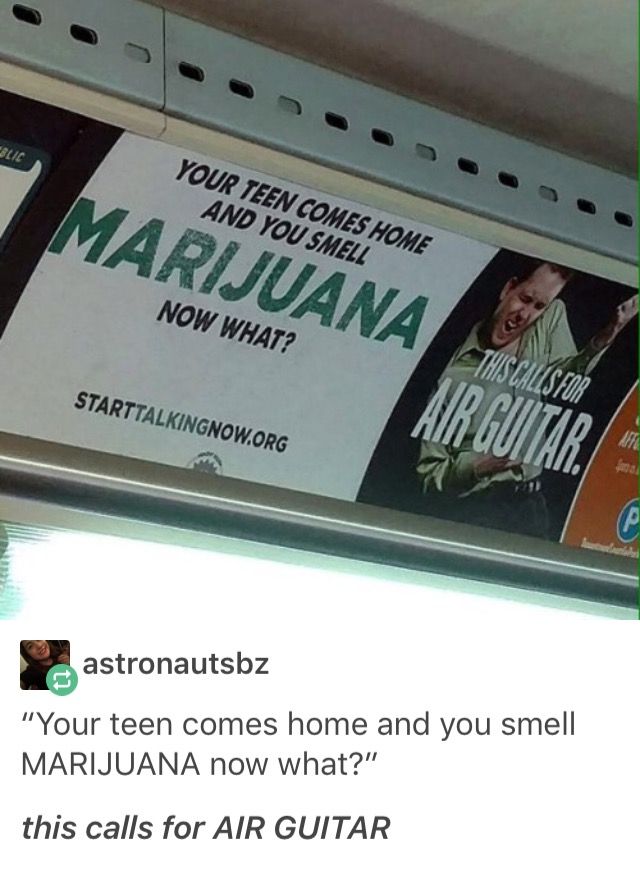 BLIC
YOUR TEEN COMES HOME
AND YOU SMELL
MARIJUANA
NOW WHAT?
STARTTALKINGNOW.ORG
THIS CALLS FOR
AIR GUITAR.
P
astronautsbz
"Your teen comes home and you smell
MARIJUANA now what?"
this calls for AIR GUITAR